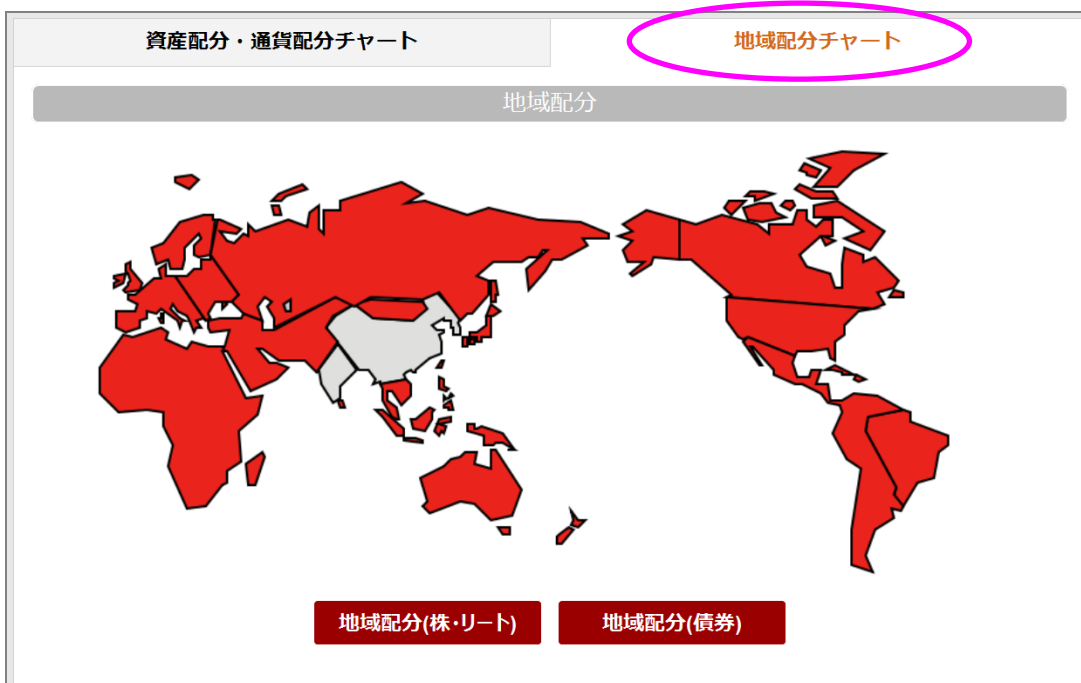 資産配分・通貨配分チャート
地域配分チャート
地域配分
地域配分(株・リート)
地域配分(債券)